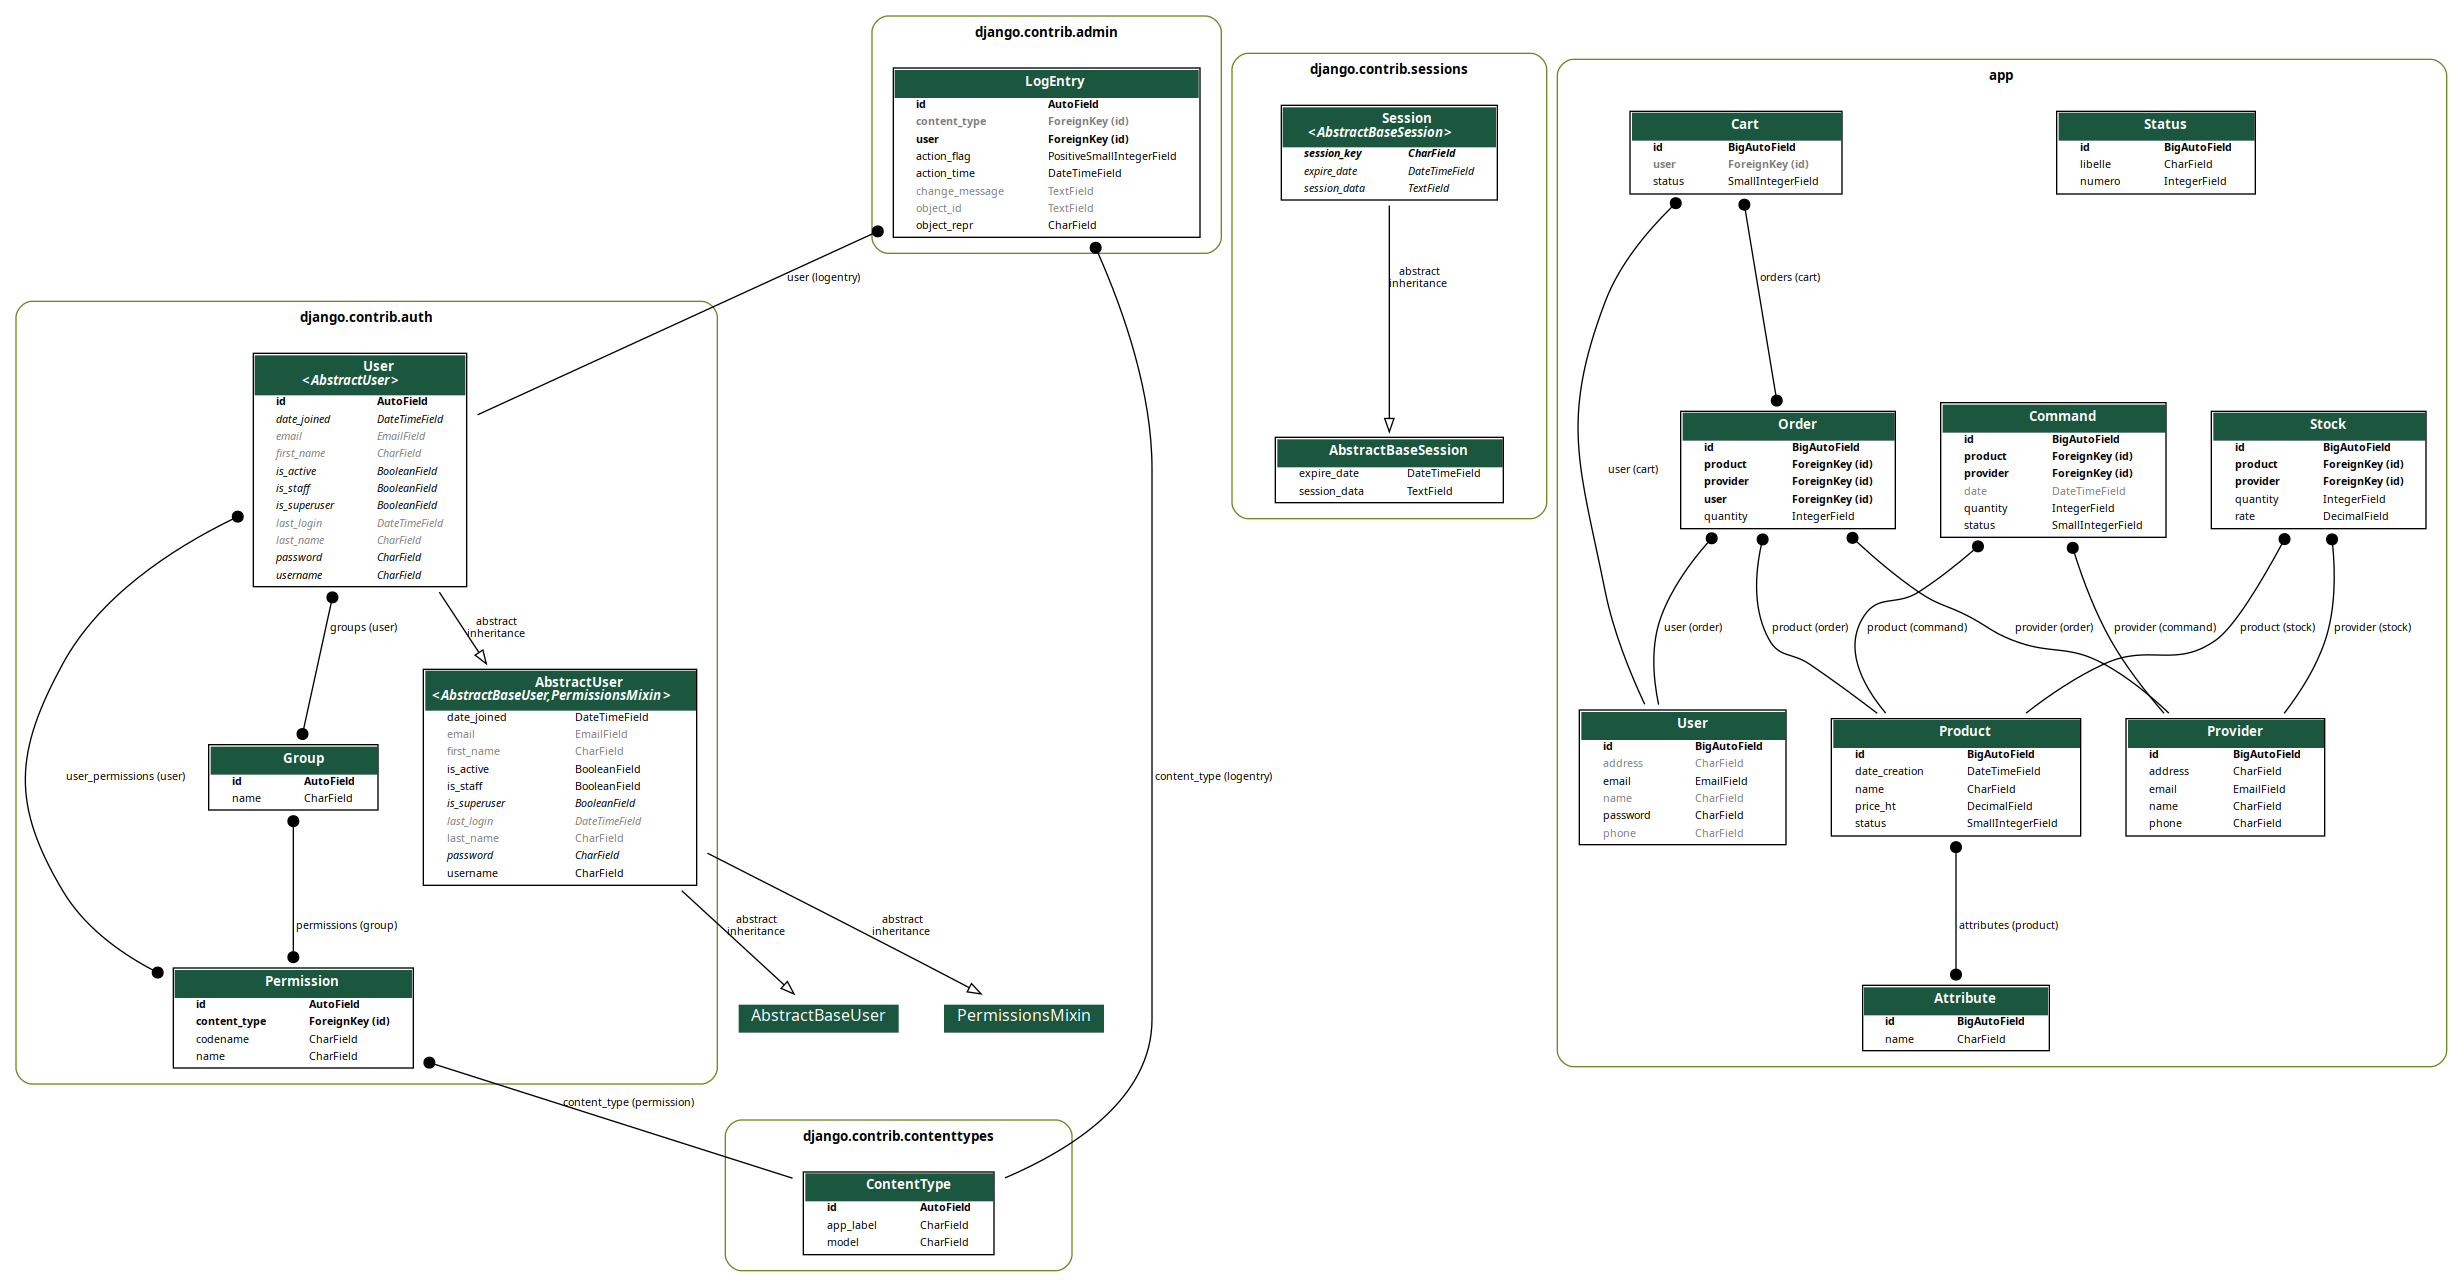 django.contrib.admin
LogEntry
id AutoField
content_type ForeignKey (id)
user ForeignKey (id)
action_flag PositiveSmallIntegerField
action_time DateTimeField
change_message TextField
object_id TextField
object_repr CharField
user (logentry)
content_type (logentry)
django.contrib.sessions
Session
<AbstractBaseSession>
session_key CharField
expire_date DateTimeField
session_data TextField
abstract
inheritance
AbstractBaseSession
expire_date DateTimeField
session_data TextField
django.contrib.auth
User
<AbstractUser>
id AutoField
date_joined DateTimeField
email EmailField
first_name CharField
is_active BooleanField
is_staff BooleanField
is_superuser BooleanField
last_login DateTimeField
last_name CharField
password CharField
username CharField
groups (user)
abstract
inheritance
user_permissions (user)
AbstractUser
<AbstractBaseUser,PermissionsMixin>
date_joined DateTimeField
email EmailField
first_name CharField
is_active BooleanField
is_staff BooleanField
is_superuser BooleanField
last_login DateTimeField
last_name CharField
password CharField
username CharField
Group
id AutoField
name CharField
permissions (group)
abstract
inheritance
abstract
inheritance
Permission
id AutoField
content_type ForeignKey (id)
codename CharField
name CharField
AbstractBaseUser
PermissionsMixin
content_type (permission)
django.contrib.contenttypes
ContentType
id AutoField
app_label CharField
model CharField
app
Cart
id BigAutoField
user ForeignKey (id)
status SmallIntegerField
Status
id BigAutoField
libelle CharField
numero IntegerField
orders (cart)
user (cart)
Order
id BigAutoField
product ForeignKey (id)
provider ForeignKey (id)
user ForeignKey (id)
quantity IntegerField
Command
id BigAutoField
product ForeignKey (id)
provider ForeignKey (id)
date DateTimeField
quantity IntegerField
status SmallIntegerField
Stock
id BigAutoField
product ForeignKey (id)
provider ForeignKey (id)
quantity IntegerField
rate DecimalField
user (order)
product (order)
product (command)
provider (order)
provider (command)
product (stock)
provider (stock)
User
id BigAutoField
address CharField
email EmailField
name CharField
password CharField
phone CharField
Product
id BigAutoField
date_creation DateTimeField
name CharField
price_ht DecimalField
status SmallIntegerField
Provider
id BigAutoField
address CharField
email EmailField
name CharField
phone CharField
attributes (product)
Attribute
id BigAutoField
name CharField